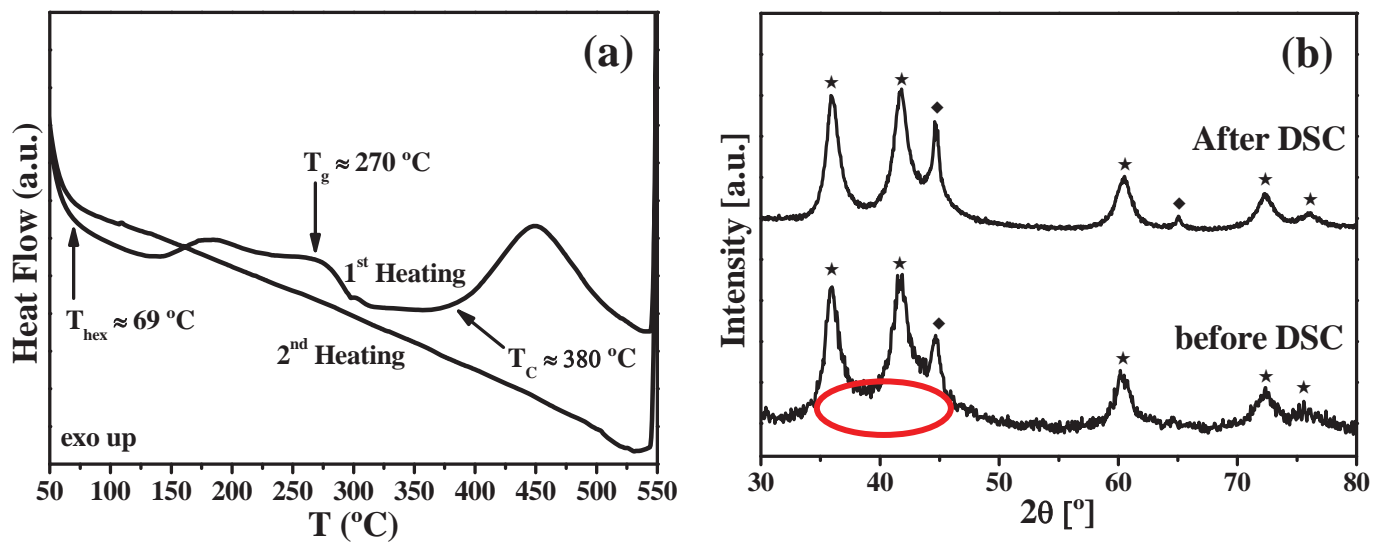 (a)
Heat Flow (a.u.)
T_g ≈ 270 °C
1st Heating
T_hex ≈ 69 °C
2nd Heating
T_C ≈ 380 °C
exo up
50 100 150 200 250 300 350 400 450 500 550
T (°C)
(b)
Intensity [a.u.]
After DSC
before DSC
30 40 50 60 70 80
2θ [°]